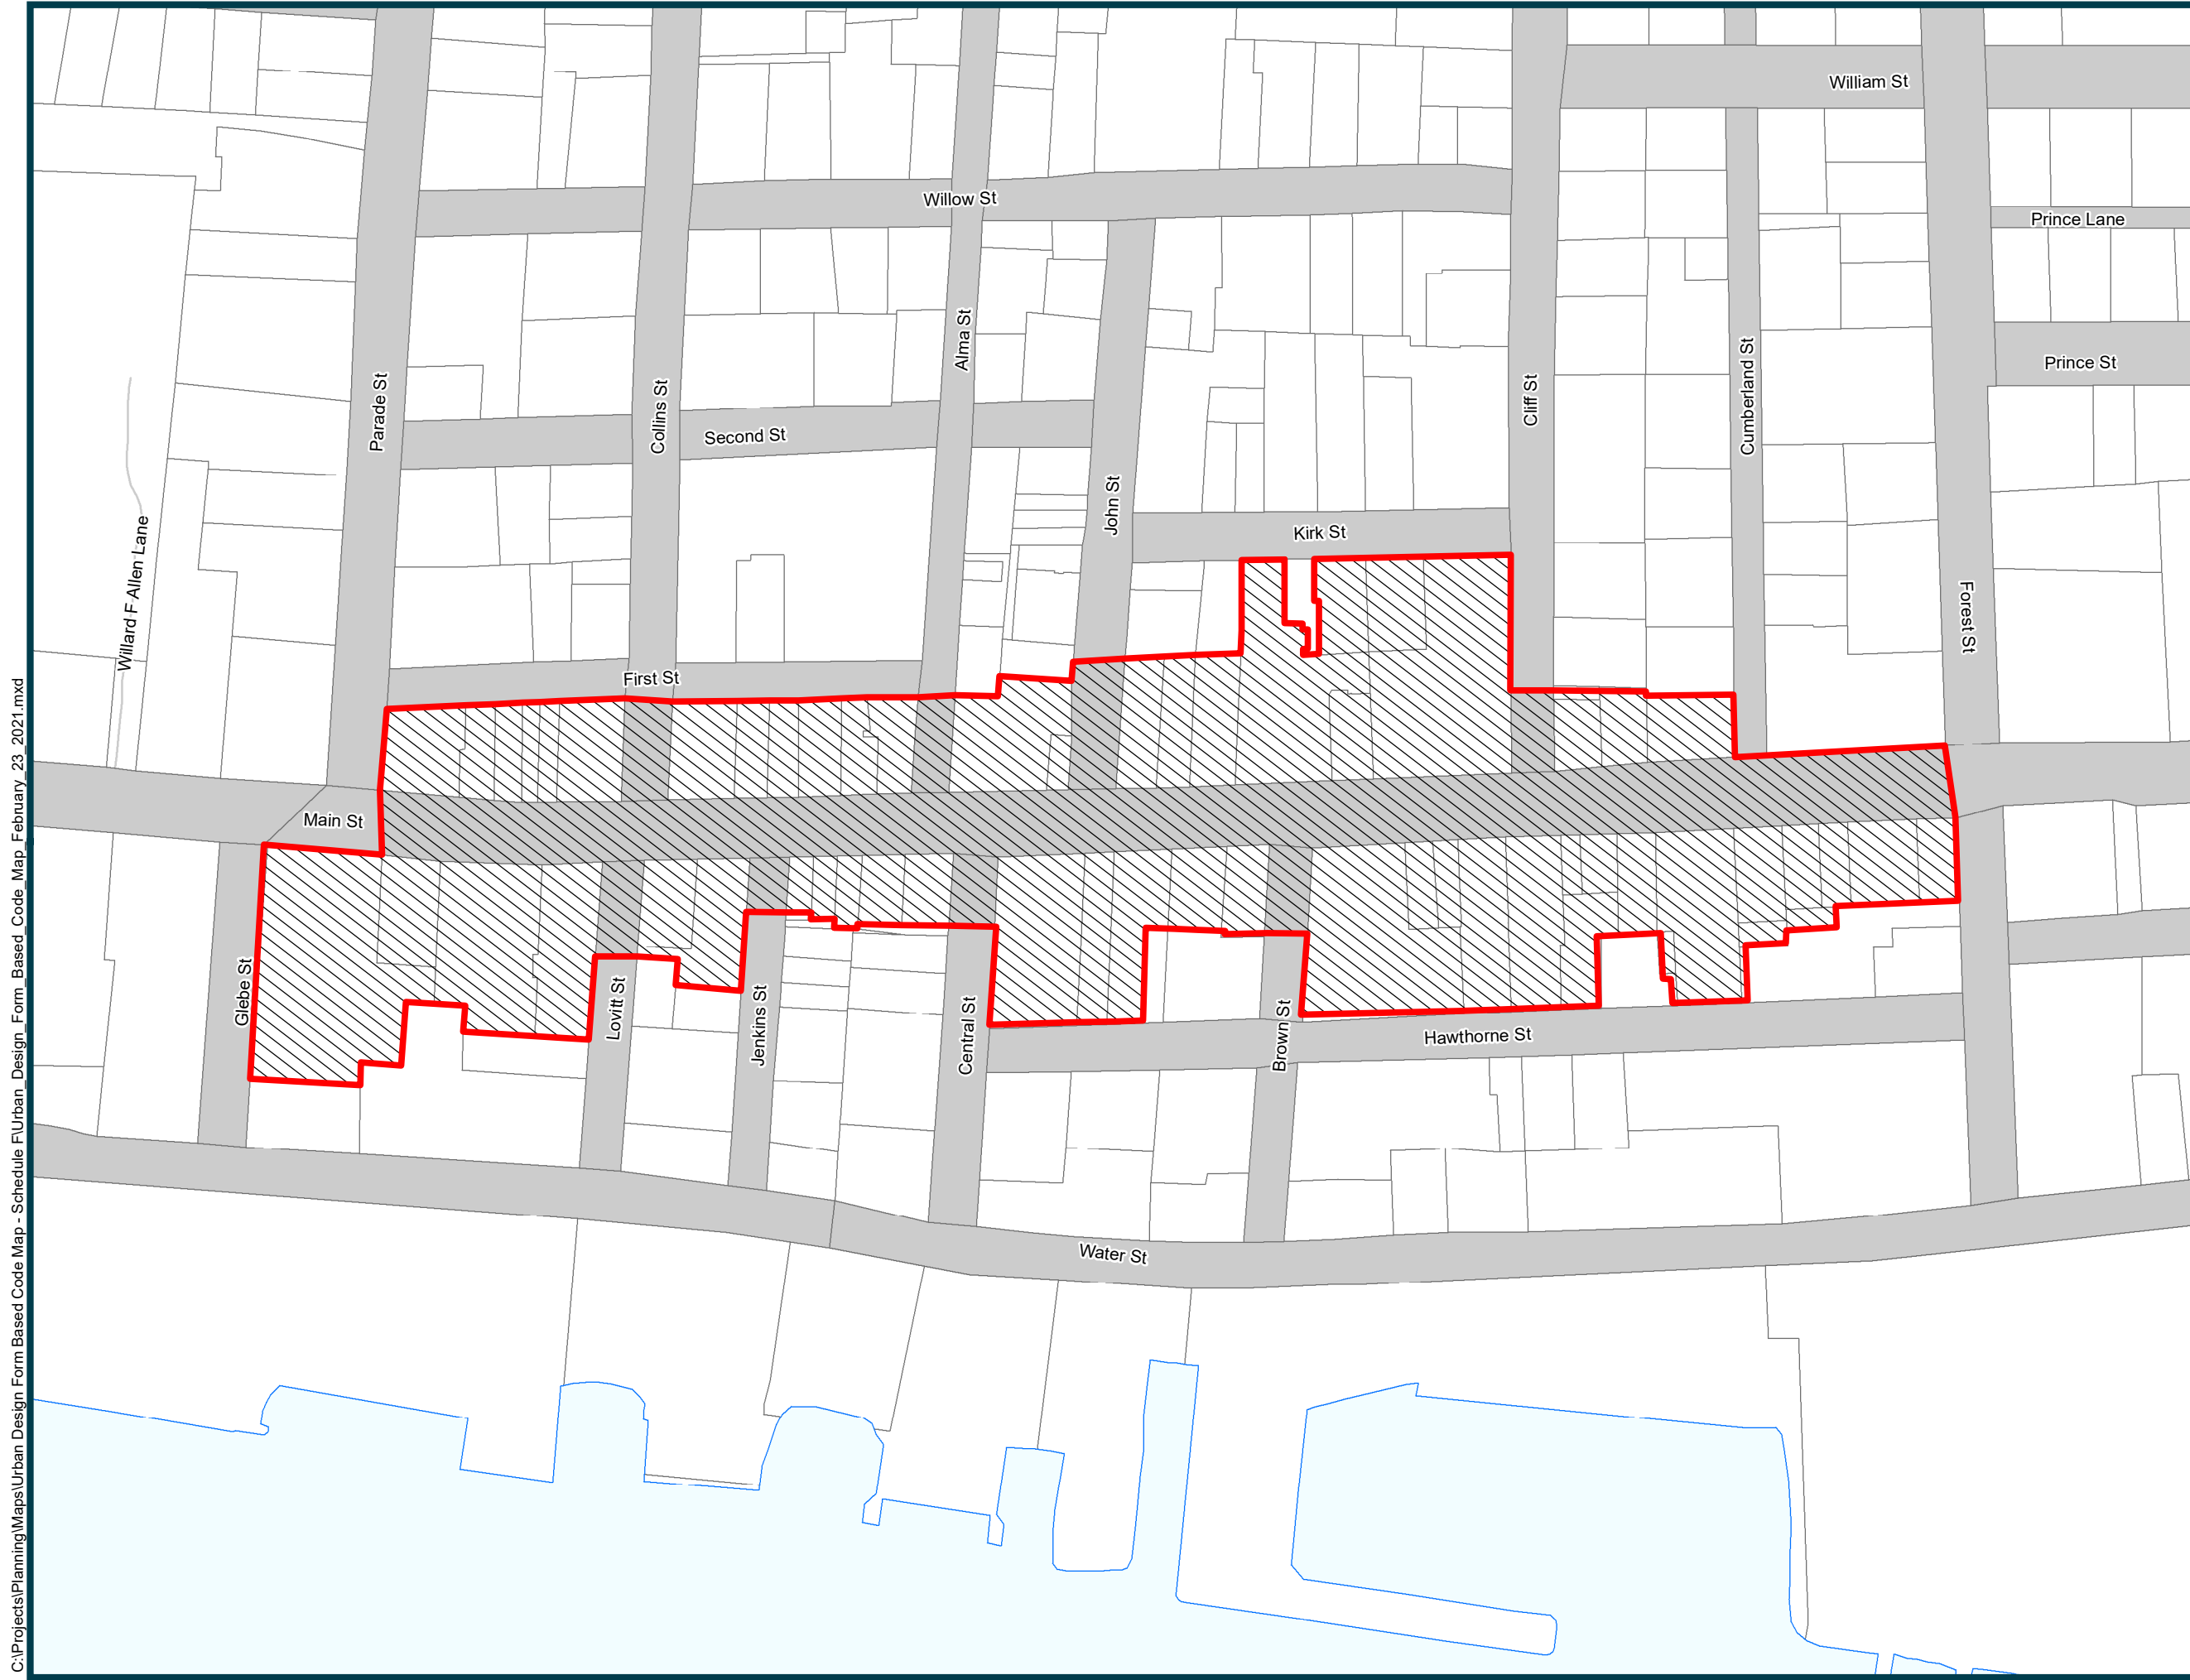 William St
Willow St
Prince Lane
Alma St
Prince St
Cumberland St
Parade St
Collins St
Cliff St
Second St
John St
Kirk St
Willard F Allen Lane
Forest St
First St
Main St
Glebe St
Lovitt St
Jenkins St
Central St
Brown St
Hawthorne St
Water St
C:\Projects\Planning\Maps\Urban Design Form Based Code Map - Schedule F\Urban_Design_Form_Based_Code_Map_Febuary_23_2021.mxd